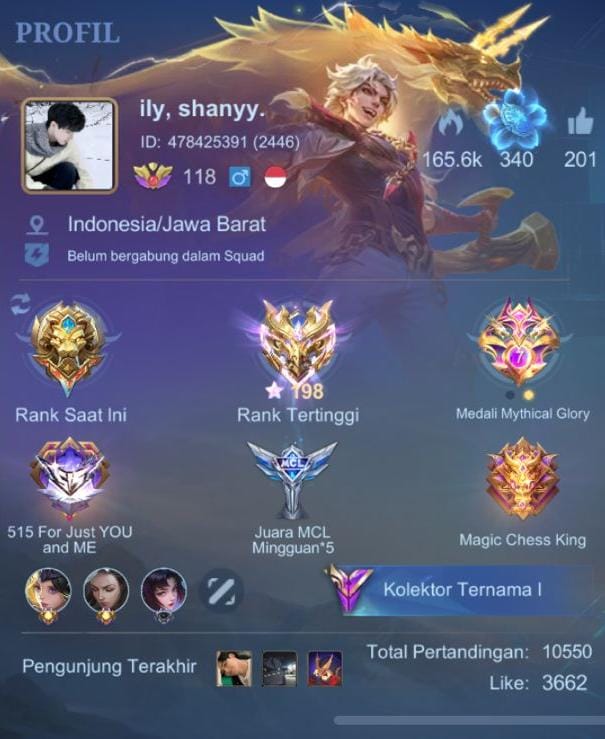 PROFIL
ily, shanyy.
ID: 478425391 (2446)
118
165.6k 340 201
Indonesia/Jawa Barat
Belum bergabung dalam Squad
198
7
Rank Saat Ini Rank Tertinggi Medali Mythical Glory
MCL
515 For Just YOU
and ME
Juara MCL
Mingguan*5
Magic Chess King
Kolektor Ternama I
Pengunjung Terakhir
Total Pertandingan: 10550
Like: 3662